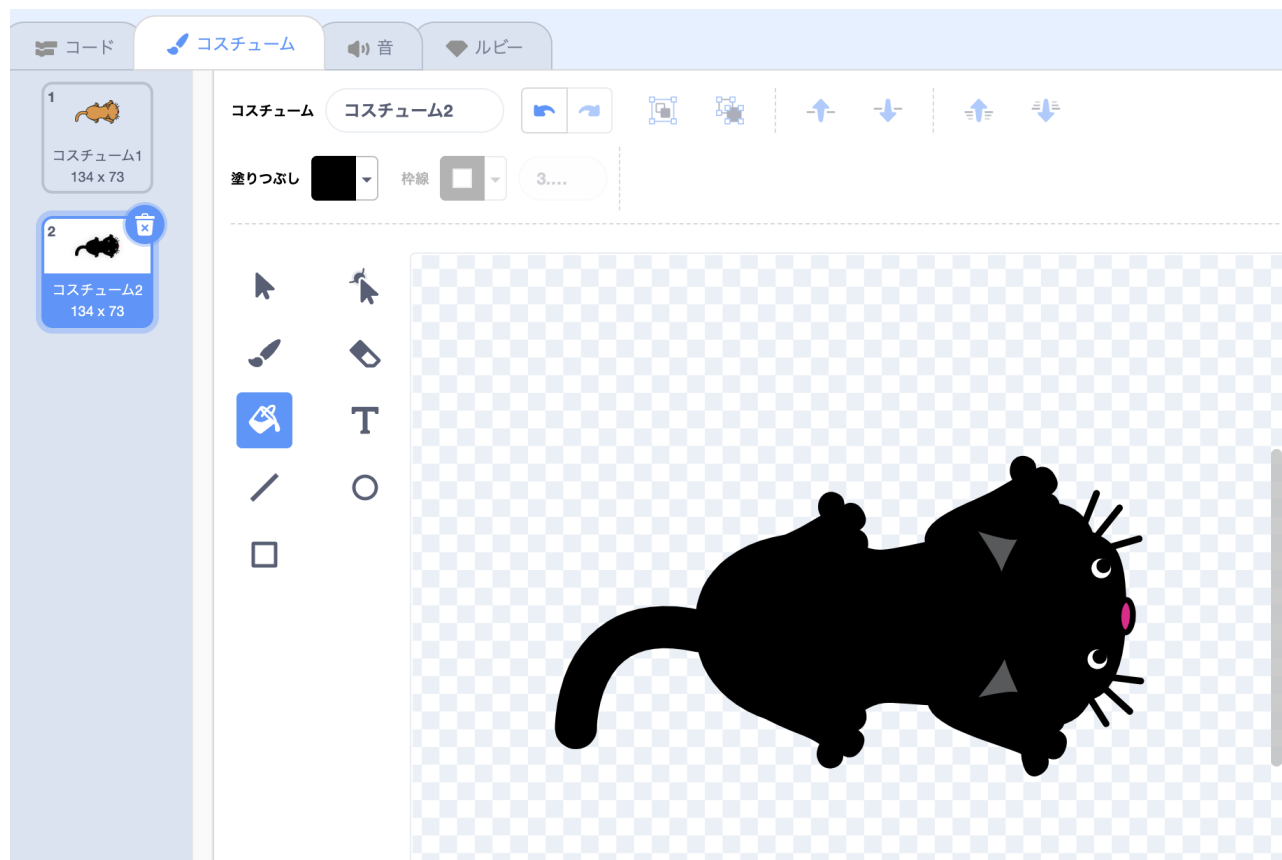 コード
コスチューム
音
ルビー
1
コスチューム1
134 x 73
2
コスチューム2
134 x 73
コスチューム
コスチューム2
塗りつぶし
枠線
3....
T